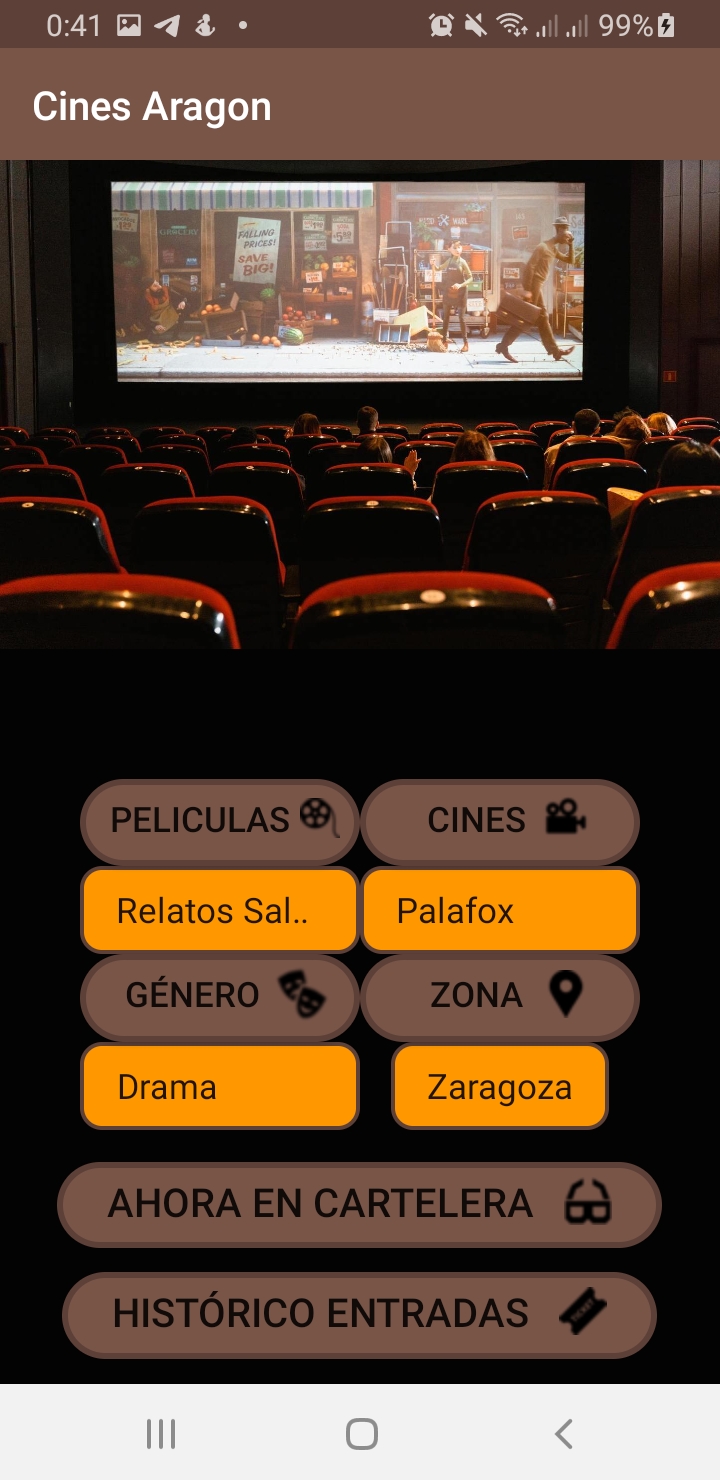 0:41 99%
Cines Aragon
GROCERY
FALLING
PRICES!
SAVE
BIG!
PELICULAS CINES
Relatos Sal.. Palafox
GÉNERO ZONA
Drama Zaragoza
AHORA EN CARTELERA
HISTÓRICO ENTRADAS